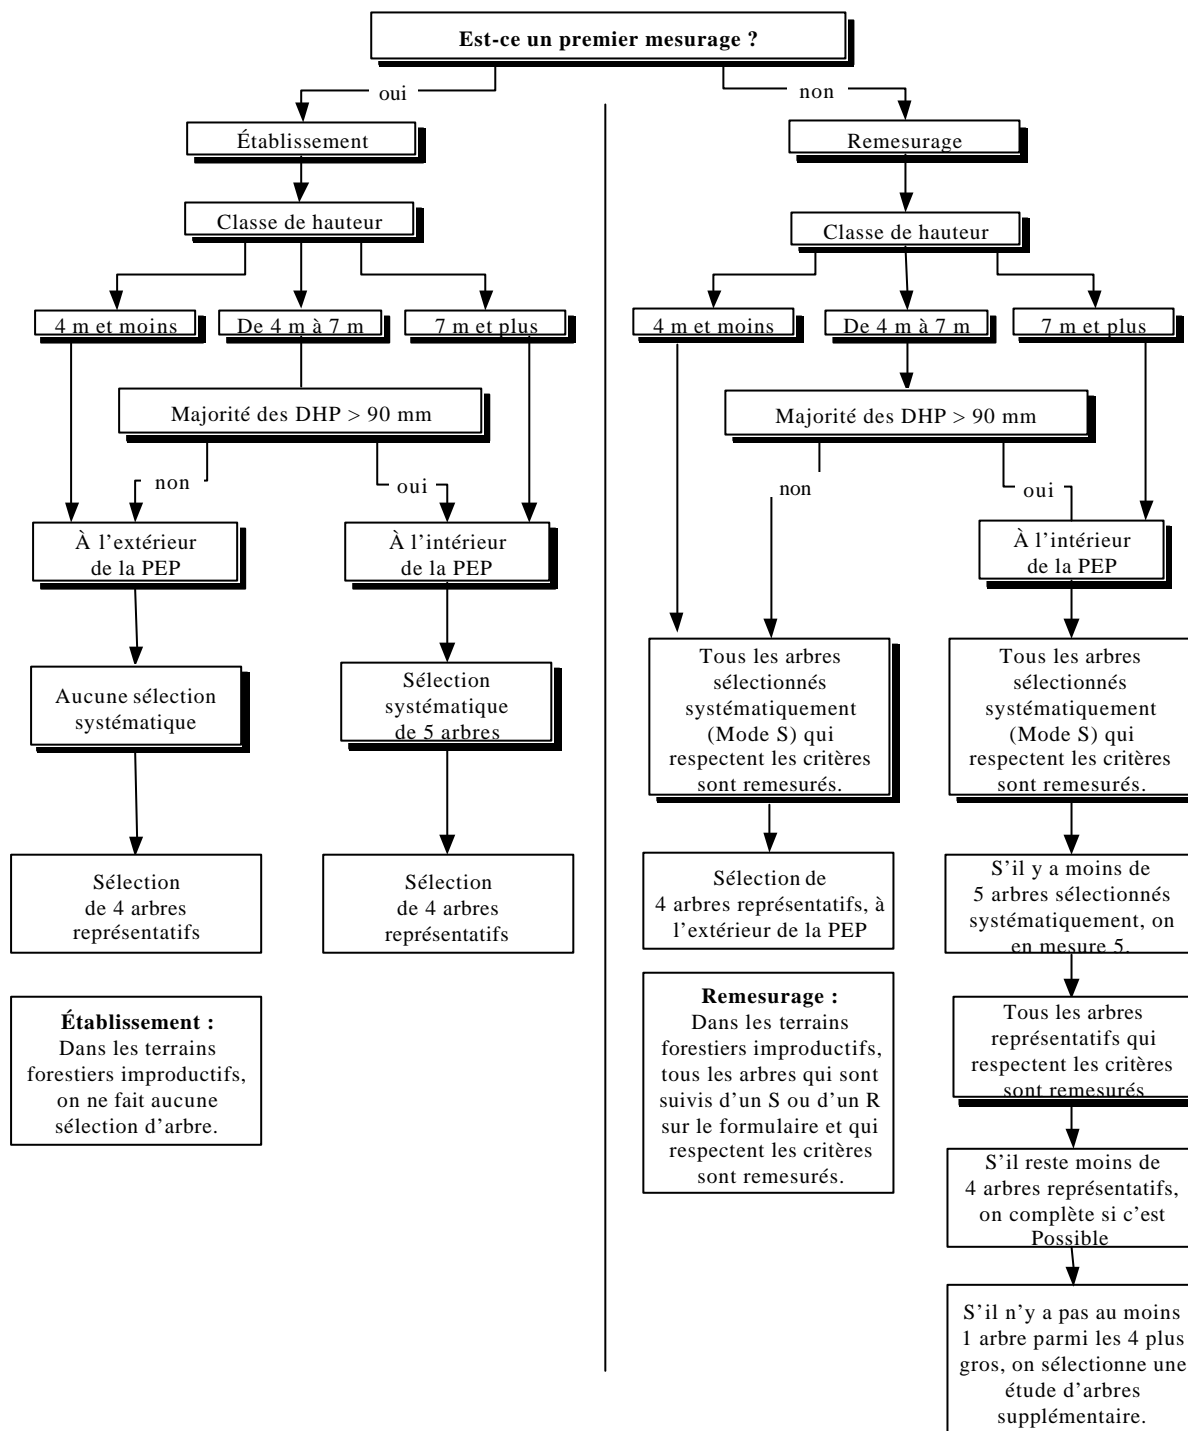 Est-ce un premier mesurage ?
oui
non
Établissement
Remesurage
Classe de hauteur
Classe de hauteur
4 m et moins
De 4 m à 7 m
7 m et plus
4 m et moins
De 4 m à 7 m
7 m et plus
Majorité des DHP > 90 mm
Majorité des DHP > 90 mm
non
oui
non
oui
À l’extérieur
de la PEP
À l’intérieur
de la PEP
À l’intérieur
de la PEP
Aucune sélection
systématique
Sélection
systématique
de 5 arbres
Tous les arbres
sélectionnés
systématiquement
(Mode S) qui
respectent les critères
sont remesurés.
Tous les arbres
sélectionnés
systématiquement
(Mode S) qui
respectent les critères
sont remesurés.
Sélection
de 4 arbres
représentatifs
Sélection
de 4 arbres
représentatifs
Sélection de
4 arbres représentatifs, à
l’extérieur de la PEP
S’il y a moins de
5 arbres sélectionnés
systématiquement, on
en mesure 5.
Établissement :
Dans les terrains
forestiers improductifs,
on ne fait aucune
sélection d’arbre.
Remesurage :
Dans les terrains
forestiers improductifs,
tous les arbres qui sont
suivis d'un S ou d'un R
sur le formulaire et qui
respectent les critères
sont remesurés.
Tous les arbres
représentatifs qui
respectent les critères
sont remesurés
S’il reste moins de
4 arbres représentatifs,
on complète si c’est
Possible
S’il n’y a pas au moins
1 arbre parmi les 4 plus
gros, on sélectionne une
étude d’arbres
supplémentaire.